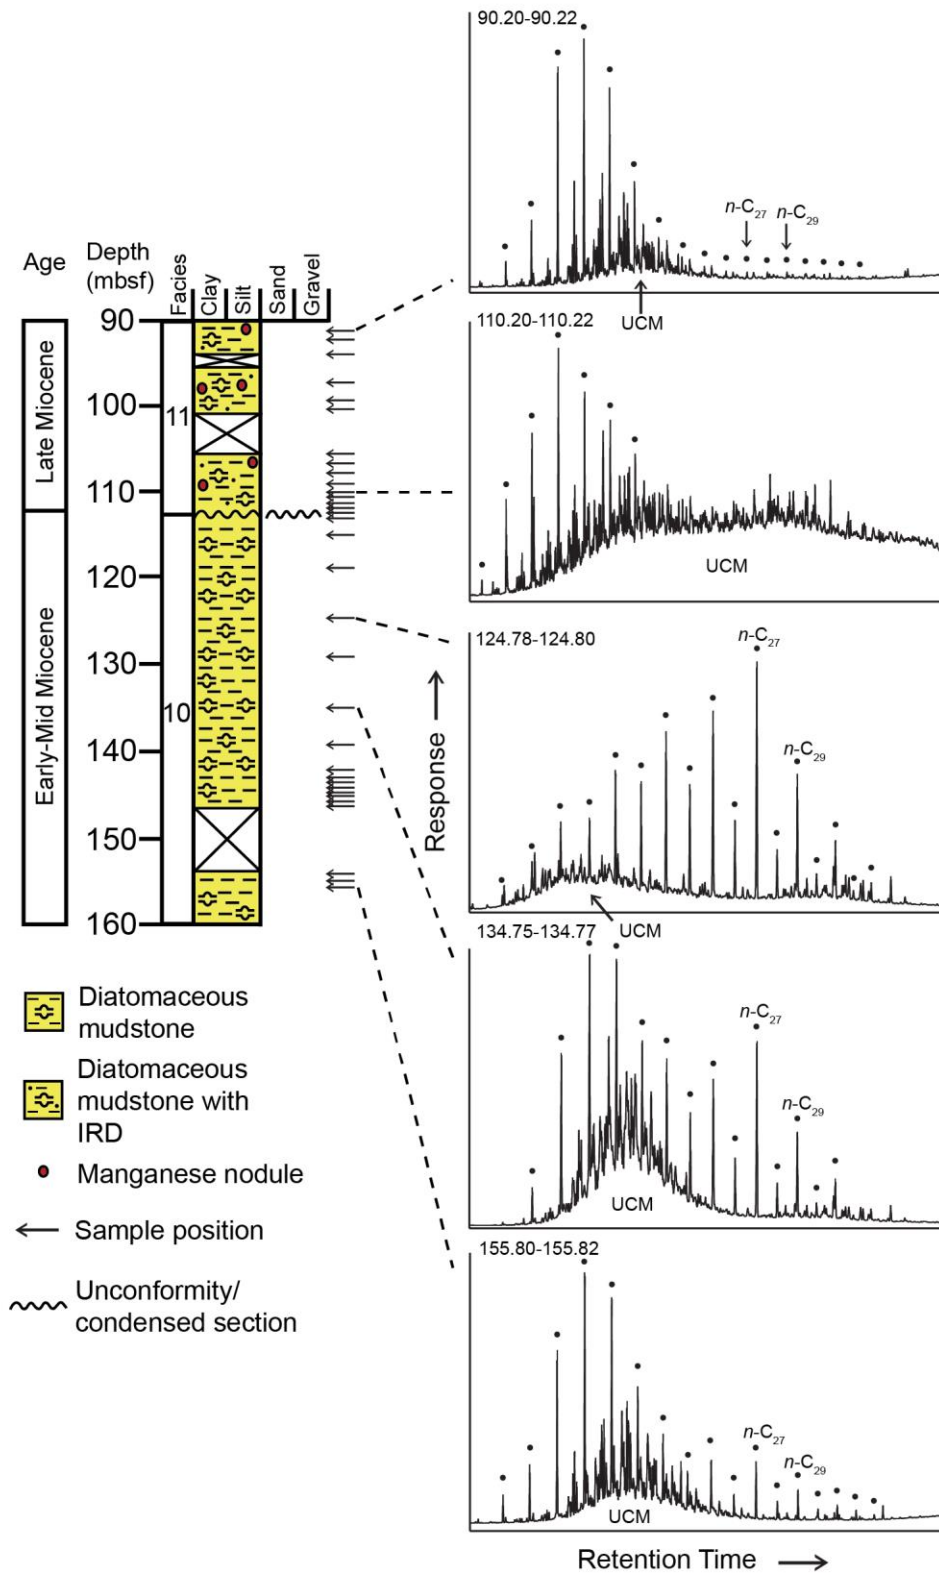 Age
Depth
(mbsf)
Facies
Clay
Silt
Sand
Gravel
90
100
110
120
130
140
150
160
Late Miocene
Early-Mid Miocene
11
10
Diatomaceous
mudstone
Diatomaceous
mudstone with
IRD
Manganese nodule
Sample position
Unconformity/
condensed section
90.20-90.22
n-C27
n-C29
UCM
110.20-110.22
UCM
124.78-124.80
n-C27
n-C29
UCM
Response
134.75-134.77
n-C27
n-C29
UCM
155.80-155.82
n-C27
n-C29
UCM
Retention Time